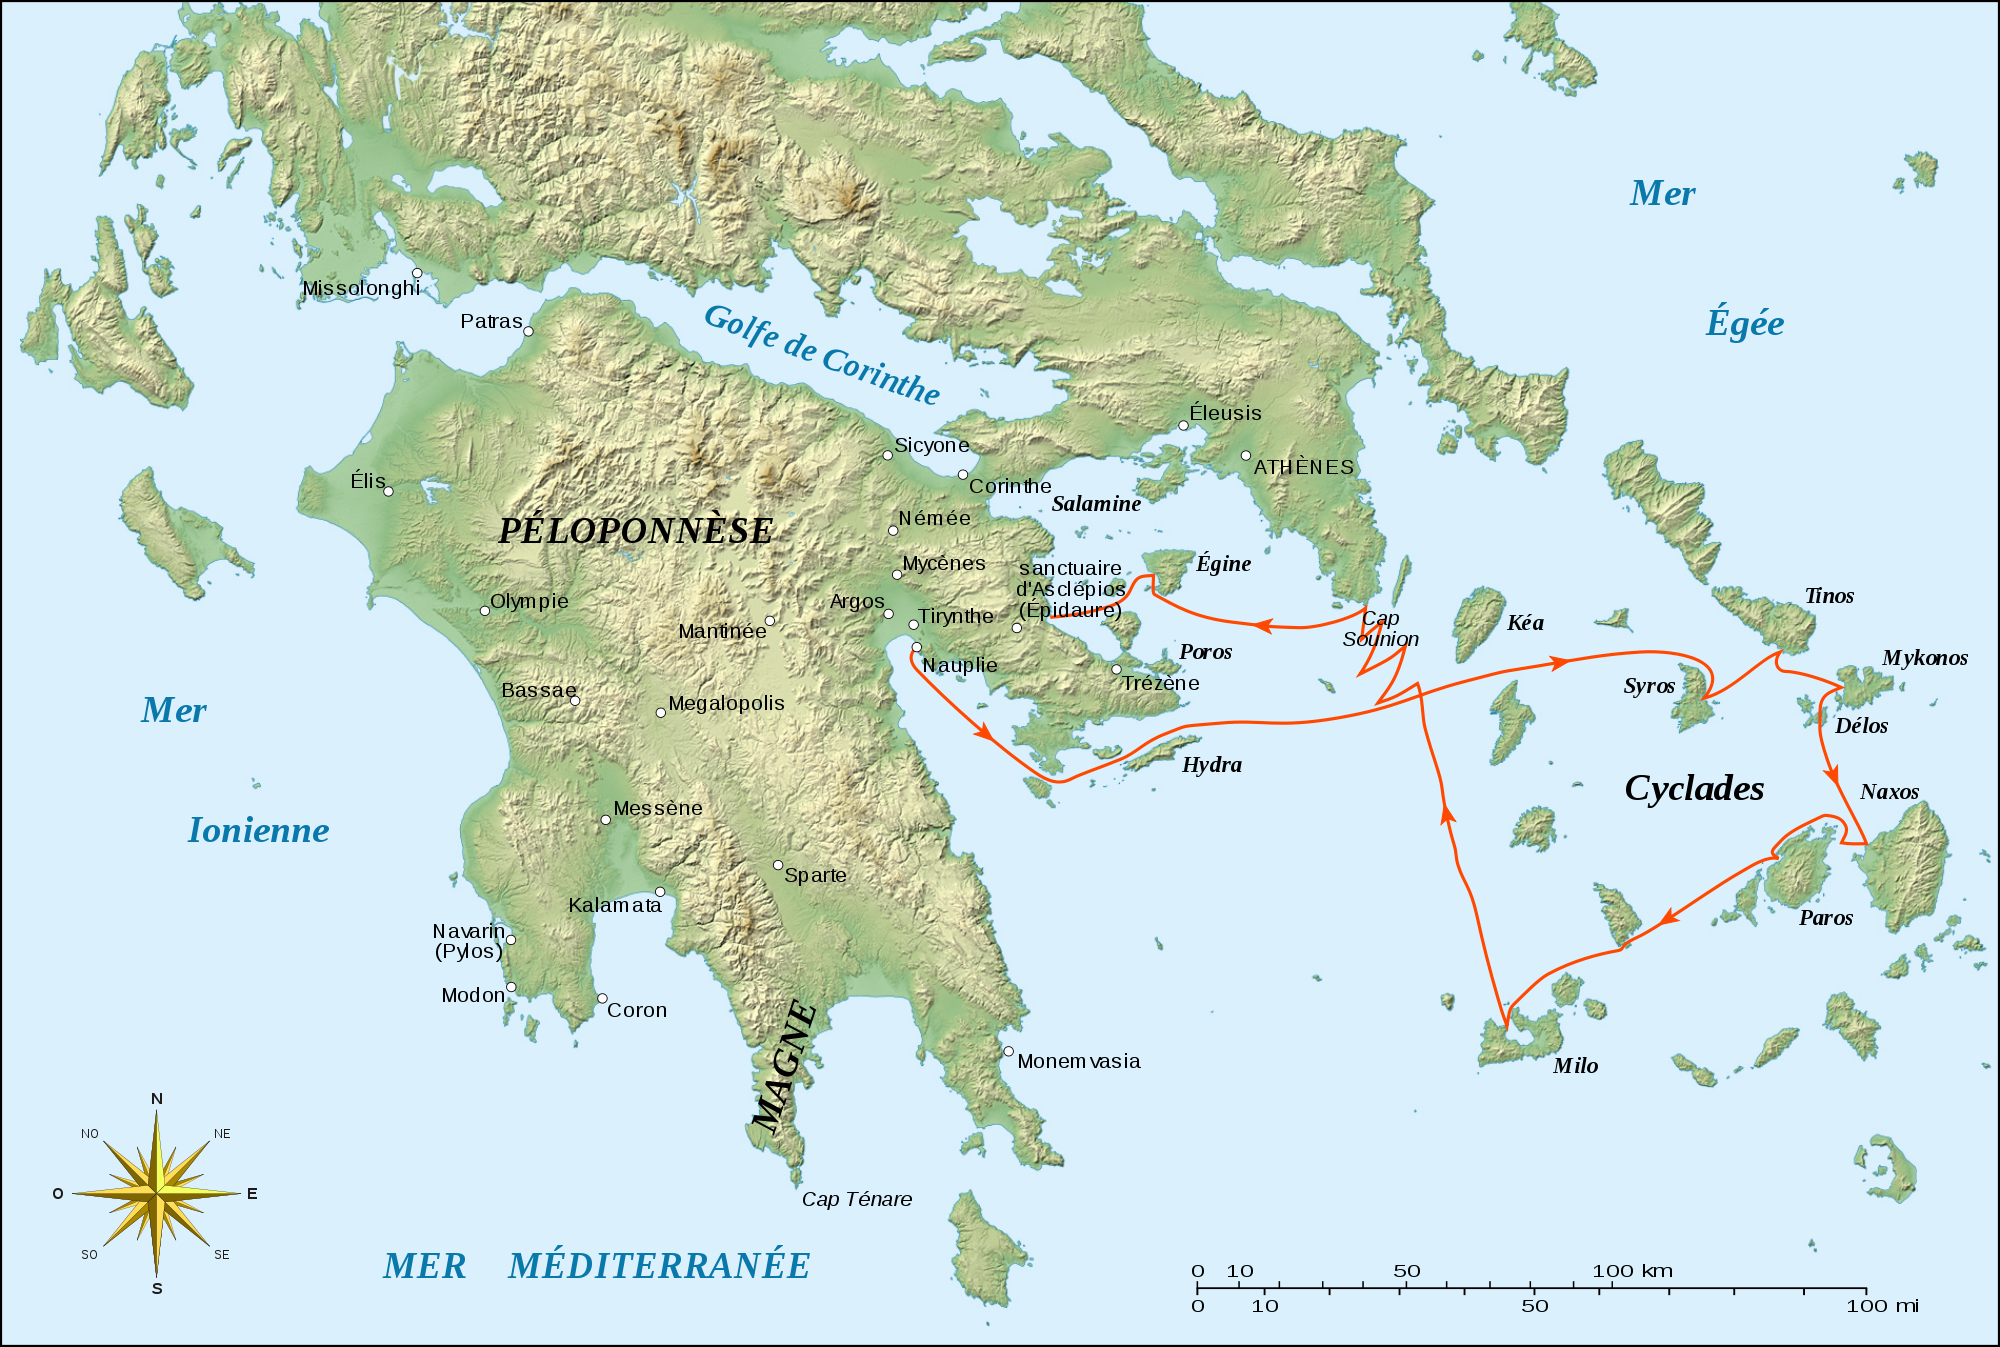 Mer
Égée
Missolonghi
Patras
Golfe de Corinthe
Éleusis
Sicyone
ATHÈNES
Élis
Corinthe
Salamine
PÉLOPONNÈSE
Némée
Mycènes
sanctuaire
d'Asclépios
(Épidaure)
Égine
Olympie
Argos
Tirynthe
Mantinée
Cap
Sounion
Kéa
Tinos
Nauplie
Poros
Mykonos
Trézène
Syros
Bassae
Megalopolis
Mer
Délos
Hydra
Cyclades
Naxos
Messène
Ionienne
Sparte
Kalamata
Paros
Navarin
(Pylos)
Modon
Coron
MAGNE
Monemvasia
Milo
N
NO
NE
O
E
SO
SE
S
Cap Ténare
MER MÉDITERRANÉE
0 10 50 100 km
0 10 50 100 mi